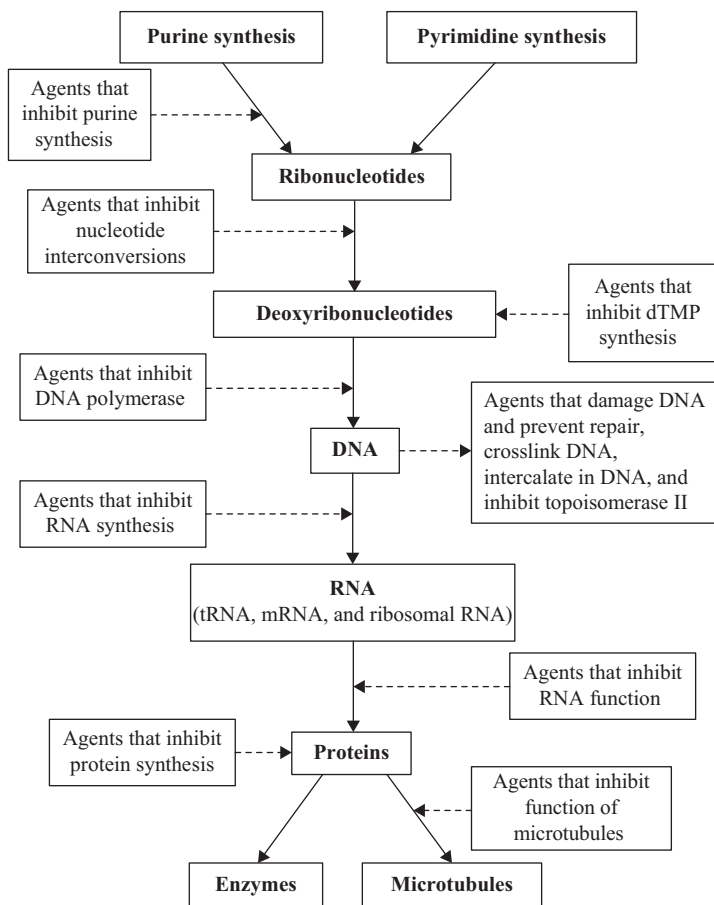 Purine synthesis
Pyrimidine synthesis
Agents that
inhibit purine
synthesis
Ribonucleotides
Agents that inhibit
nucleotide
interconversions
Deoxyribonucleotides
Agents that
inhibit dTMP
synthesis
Agents that inhibit
DNA polymerase
DNA
Agents that damage DNA
and prevent repair,
crosslink DNA,
intercalate in DNA, and
inhibit topoisomerase II
Agents that inhibit
RNA synthesis
RNA
(tRNA, mRNA, and ribosomal RNA)
Agents that inhibit
RNA function
Agents that inhibit
protein synthesis
Proteins
Agents that inhibit
function of
microtubules
Enzymes
Microtubules